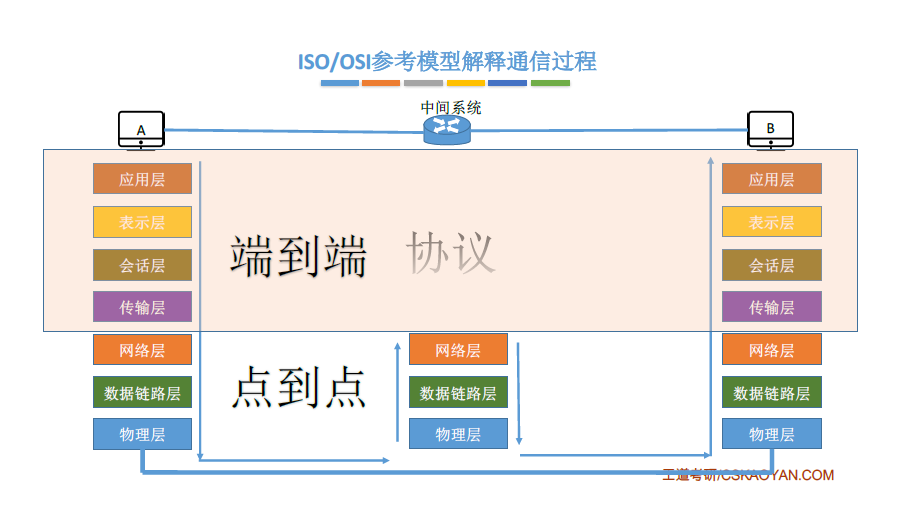 ISO/OSI参考模型解释通信过程
中间系统
A
B
应用层
应用层
表示层
表示层
端到端
协议
会话层
会话层
传输层
传输层
网络层
网络层
网络层
点到点
数据链路层
数据链路层
数据链路层
物理层
物理层
物理层
王道考研/CSKAOYAN.COM